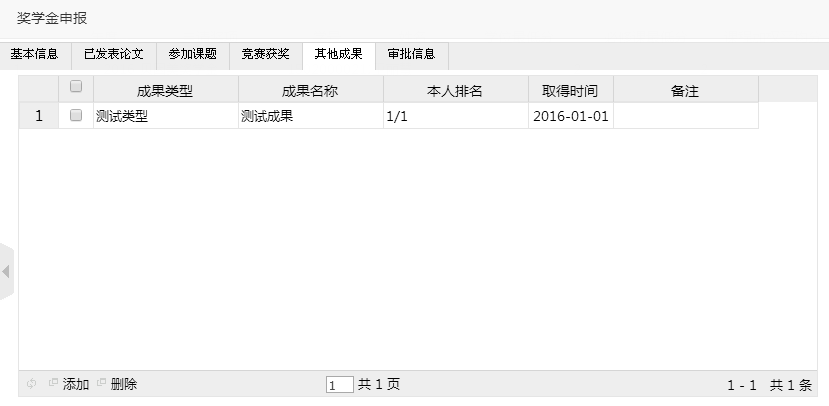 奖学金申报
基本信息 已发表论文 参加课题 竞赛获奖 其他成果 审批信息
成果类型 成果名称 本人排名 取得时间 备注
1 测试类型 测试成果 1/1 2016-01-01
添加 删除 1 共 1 页 1 - 1 共 1 条